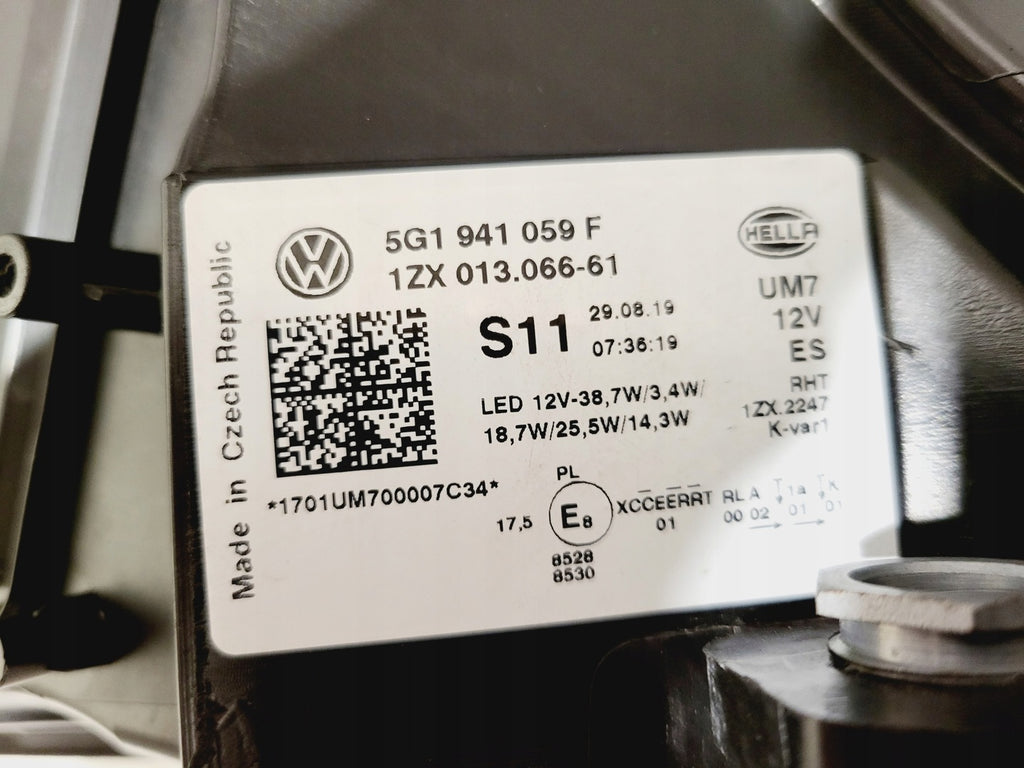 Made in Czech Republic
5G1 941 059 F
1ZX 013.066-61
HELLA
S11
29.08.19
07:36:19
UM7
12V
ES
LED 12V-38,7W/3,4W/
18,7W/25,5W/14,3W
RHT
1ZX.2247
K-var1
*1701UM700007C34*
PL
17,5
E8
XCCEERRT RL A T 1a T K
01 00 02 01 01
8528
8530